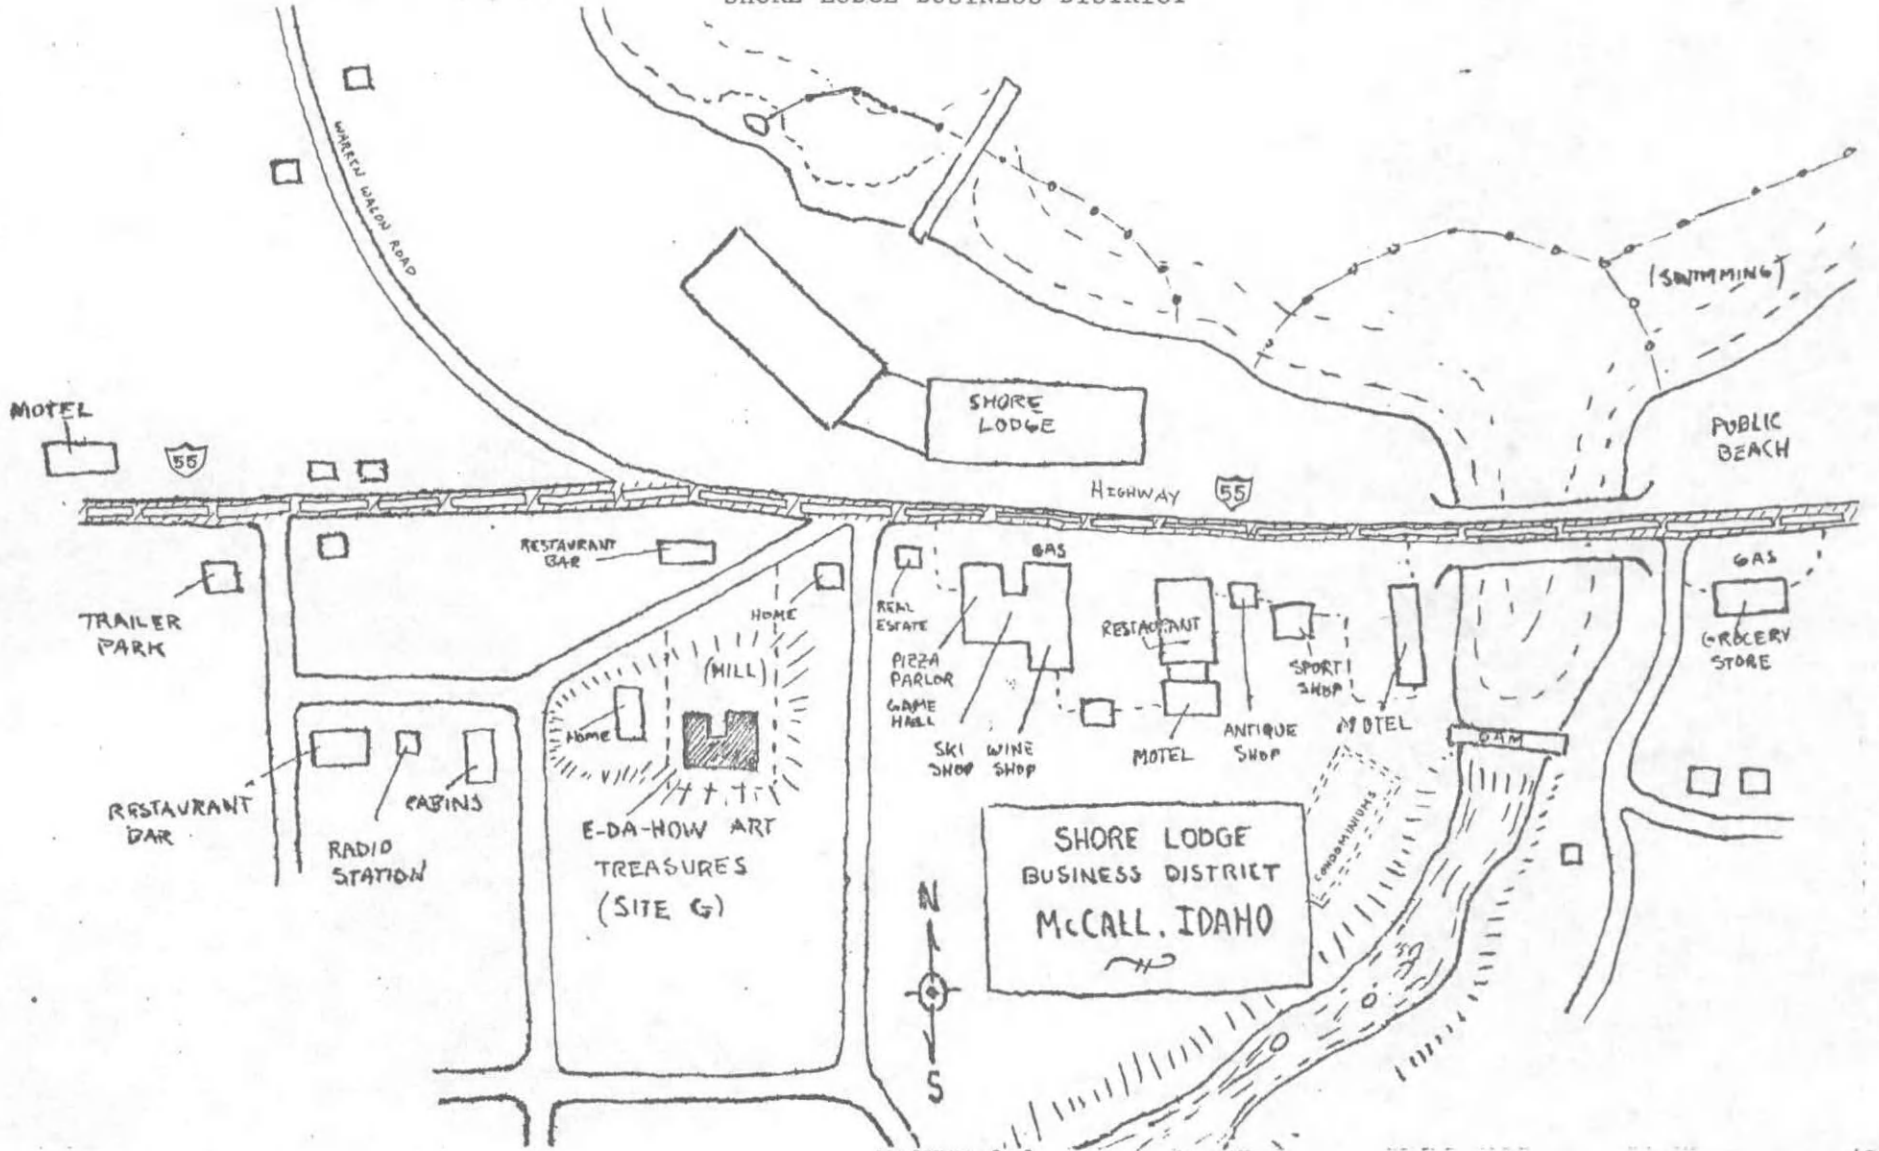 SHORE LODGE BUSINESS DISTRICT
WARREN WAGON ROAD
(SWIMMING)
MOTEL
55
SHORE
LODGE
PUBLIC
BEACH
HIGHWAY
55
RESTAURANT
BAR
GAS
GAS
TRAILER
PARK
HOME
REAL
ESTATE
RESTAURANT
GROCERY
STORE
(HILL)
PIZZA
PARLOR
GAME
HALL
SPORT
SHOP
HOME
SKI
SHOP
WINE
SHOP
MOTEL
ANTIQUE
SHOP
MOTEL
DAM
RESTAURANT
BAR
RADIO
STATION
CABINS
E-DA-HOW ART
TREASURES
(SITE G)
CONDOMINIUMS
SHORE LODGE
BUSINESS DISTRICT
McCALL, IDAHO
N
S